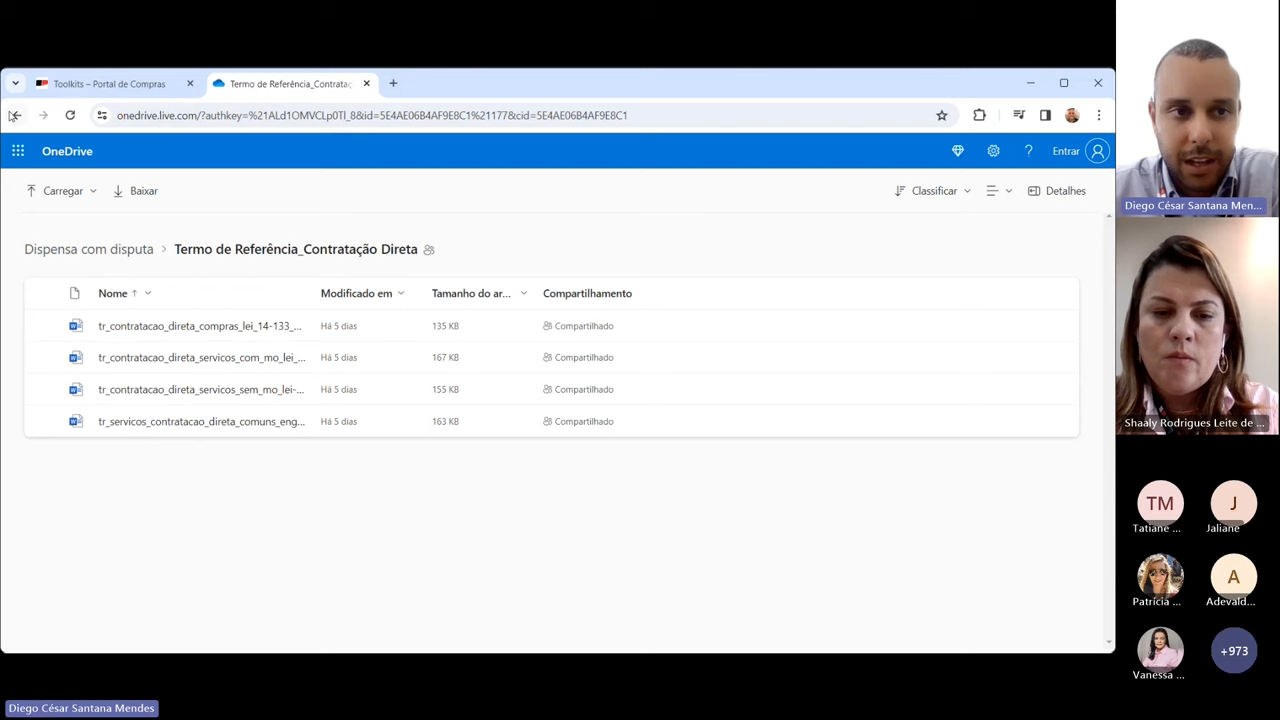 Toolkits – Portal de Compras
Termo de Referência_Contrataç
onedrive.live.com/?authkey=%21ALd1OMVCLp0Tl_8&id=5E4AE06B4AF9E8C1%21177&cid=5E4AE06B4AF9E8C1
OneDrive
Entrar
Carregar
Baixar
Classificar
Detalhes
Dispensa com disputa > Termo de Referência_Contratação Direta
Nome ↑ Modificado em Tamanho do ar... Compartilhamento
tr_contratacao_direta_compras_lei_14-133_... Há 5 dias 135 KB Compartilhado
tr_contratacao_direta_servicos_com_mo_lei_... Há 5 dias 167 KB Compartilhado
tr_contratacao_direta_servicos_sem_mo_lei-... Há 5 dias 155 KB Compartilhado
tr_servicos_contratacao_direta_comuns_eng... Há 5 dias 163 KB Compartilhado
Diego César Santana Men...
Shaaly Rodrigues Leite de ...
TM J
Tatiane ... Jaliane
A
Patrícia ... Adevald...
+973
Vanessa ...
Diego César Santana Mendes